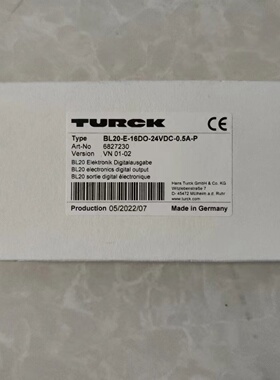 TURCK
CE
Type BL20-E-16DO-24VDC-0.5A-P
Art-No 6827230
Version VN 01-02
BL20 Elektronik Digitalausgabe
BL20 electronics digital output
BL20 sortie digital électronique
Hans Turck GmbH & Co. KG
Witzlebenstraße 7
D- 45472 Mülheim a.d. Ruhr
www.turck.com
Production 05/2022/07 Made in Germany